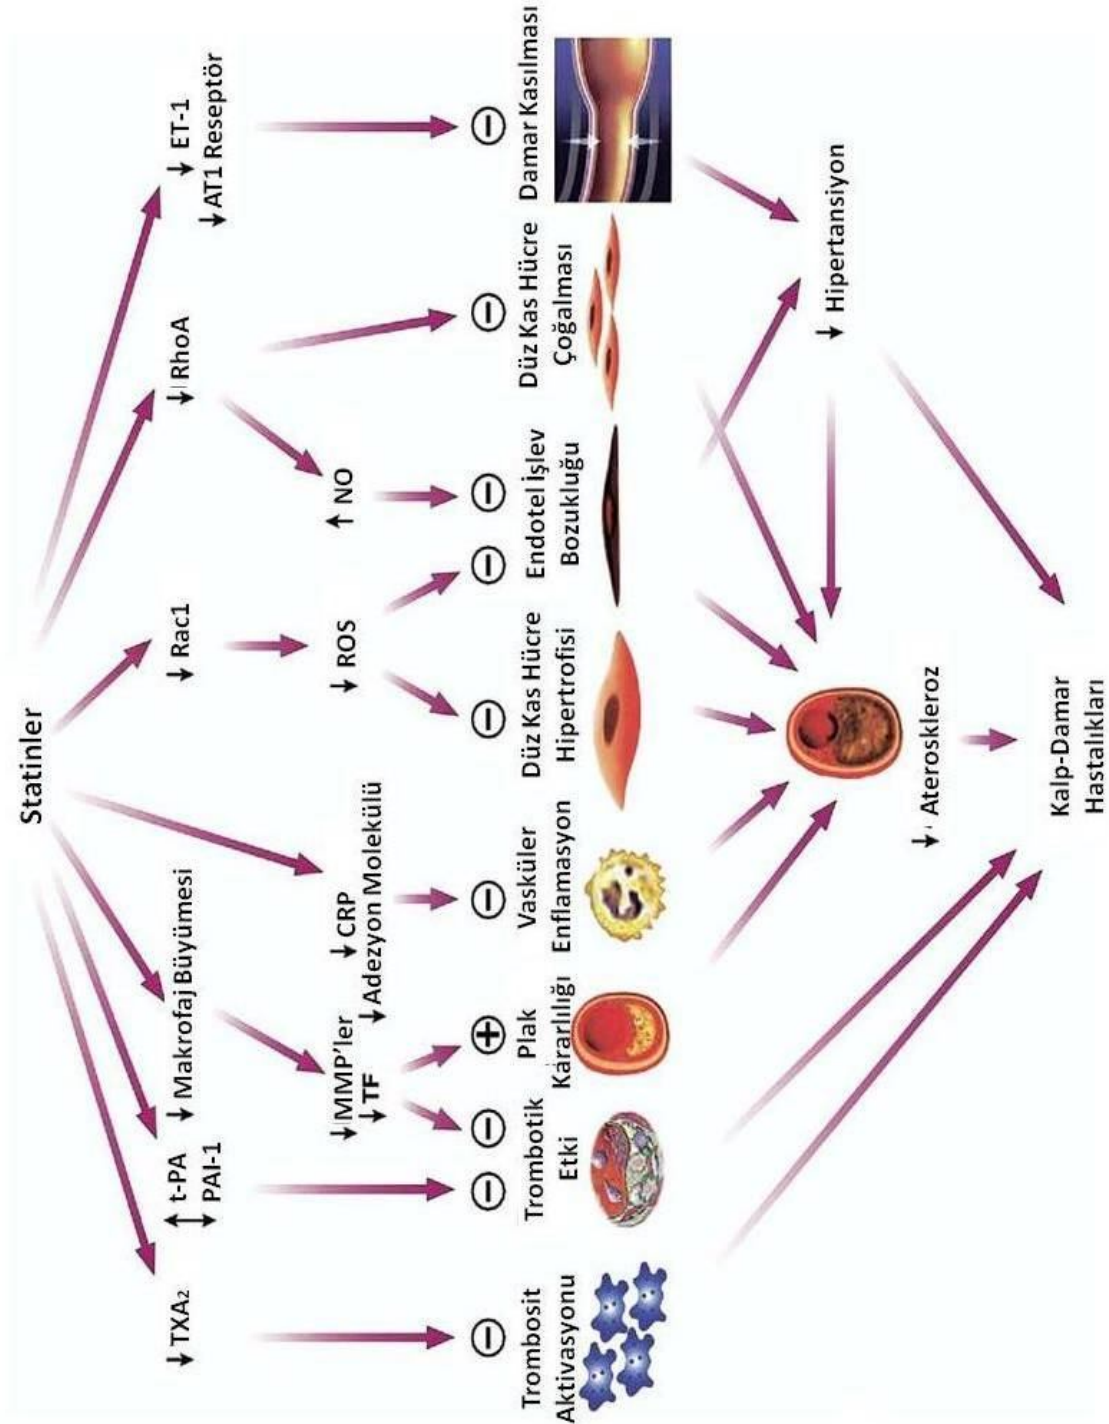 Statinler
↓TXA₂
↑ t-PA
↓ PAI-1
↓Makrofaj Büyümesi
↓Rac1
↓RhoA
↓ ET-1
↓AT1 Reseptör
↓MMP'ler
↓TF
↓CRP
↓Adezyon Molekülü
↓ ROS
↑ NO
Trombosit
Aktivasyonu
Trombotik
Etki
Plak
Kararlılığı
Vasküler
Enflamasyon
Düz Kas Hücre
Hipertrofisi
Endotel İşlev
Bozukluğu
Düz Kas Hücre
Çoğalması
Damar Kasılması
↓ Hipertansiyon
↓ Ateroskleroz
Kalp-Damar
Hastalıkları